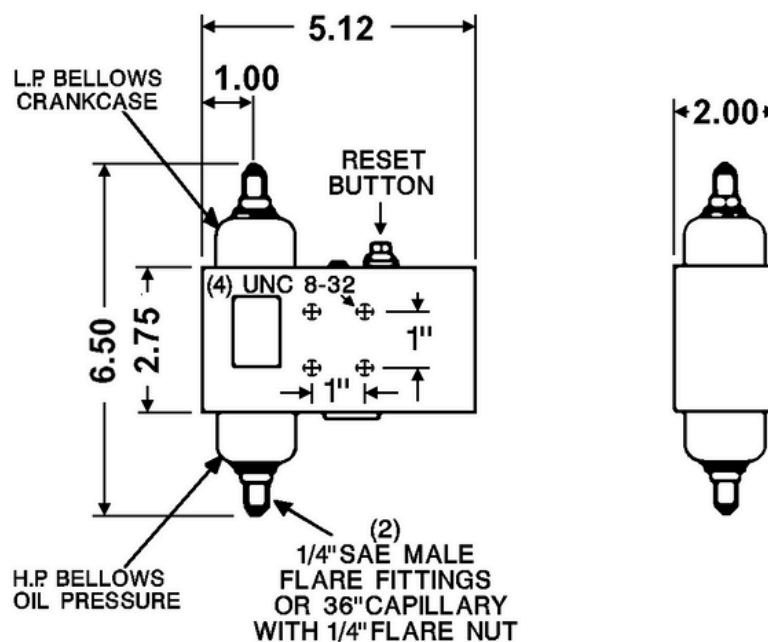 5.12
L.P. BELLOWS
CRANKCASE
1.00
2.00
RESET
BUTTON
(4) UNC 8-32
6.50
2.75
1"
1"
H.P. BELLOWS
OIL PRESSURE
(2)
1/4" SAE MALE
FLARE FITTINGS
OR 36" CAPILLARY
WITH 1/4" FLARE NUT